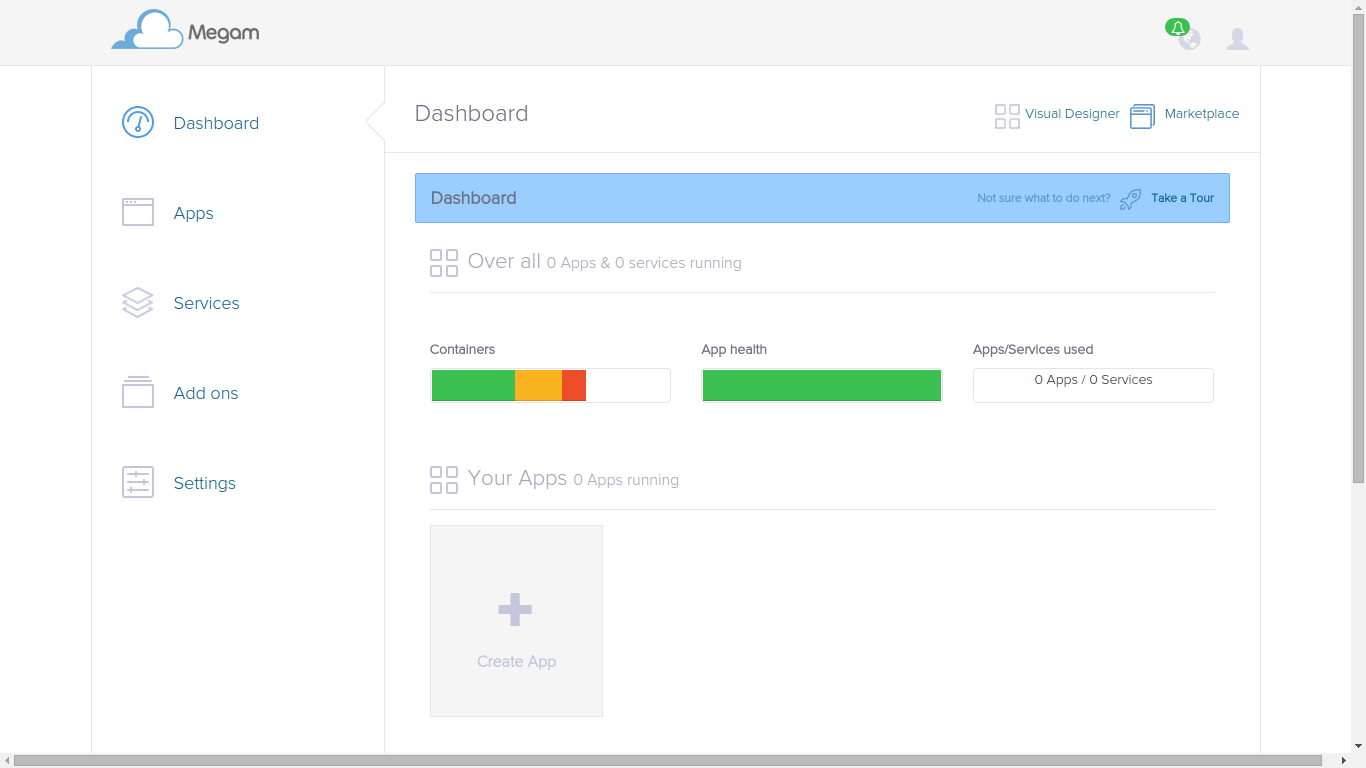 Megam
Dashboard
Apps
Services
Add ons
Settings
Dashboard
Visual Designer
Marketplace
Dashboard
Not sure what to do next?
Take a Tour
Over all 0 Apps & 0 services running
Containers
App health
Apps/Services used
0 Apps / 0 Services
Your Apps 0 Apps running
Create App